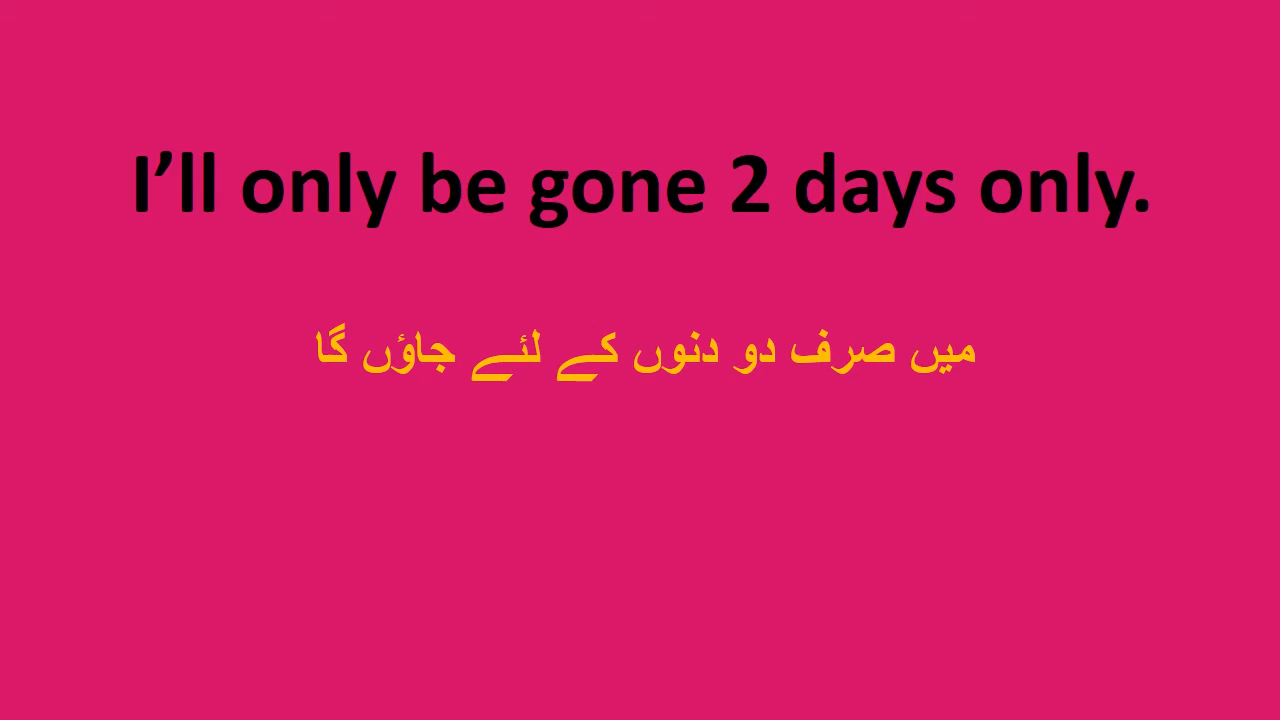 I’ll only be gone 2 days only.
میں صرف دو دنوں کے لئے جاؤں گا